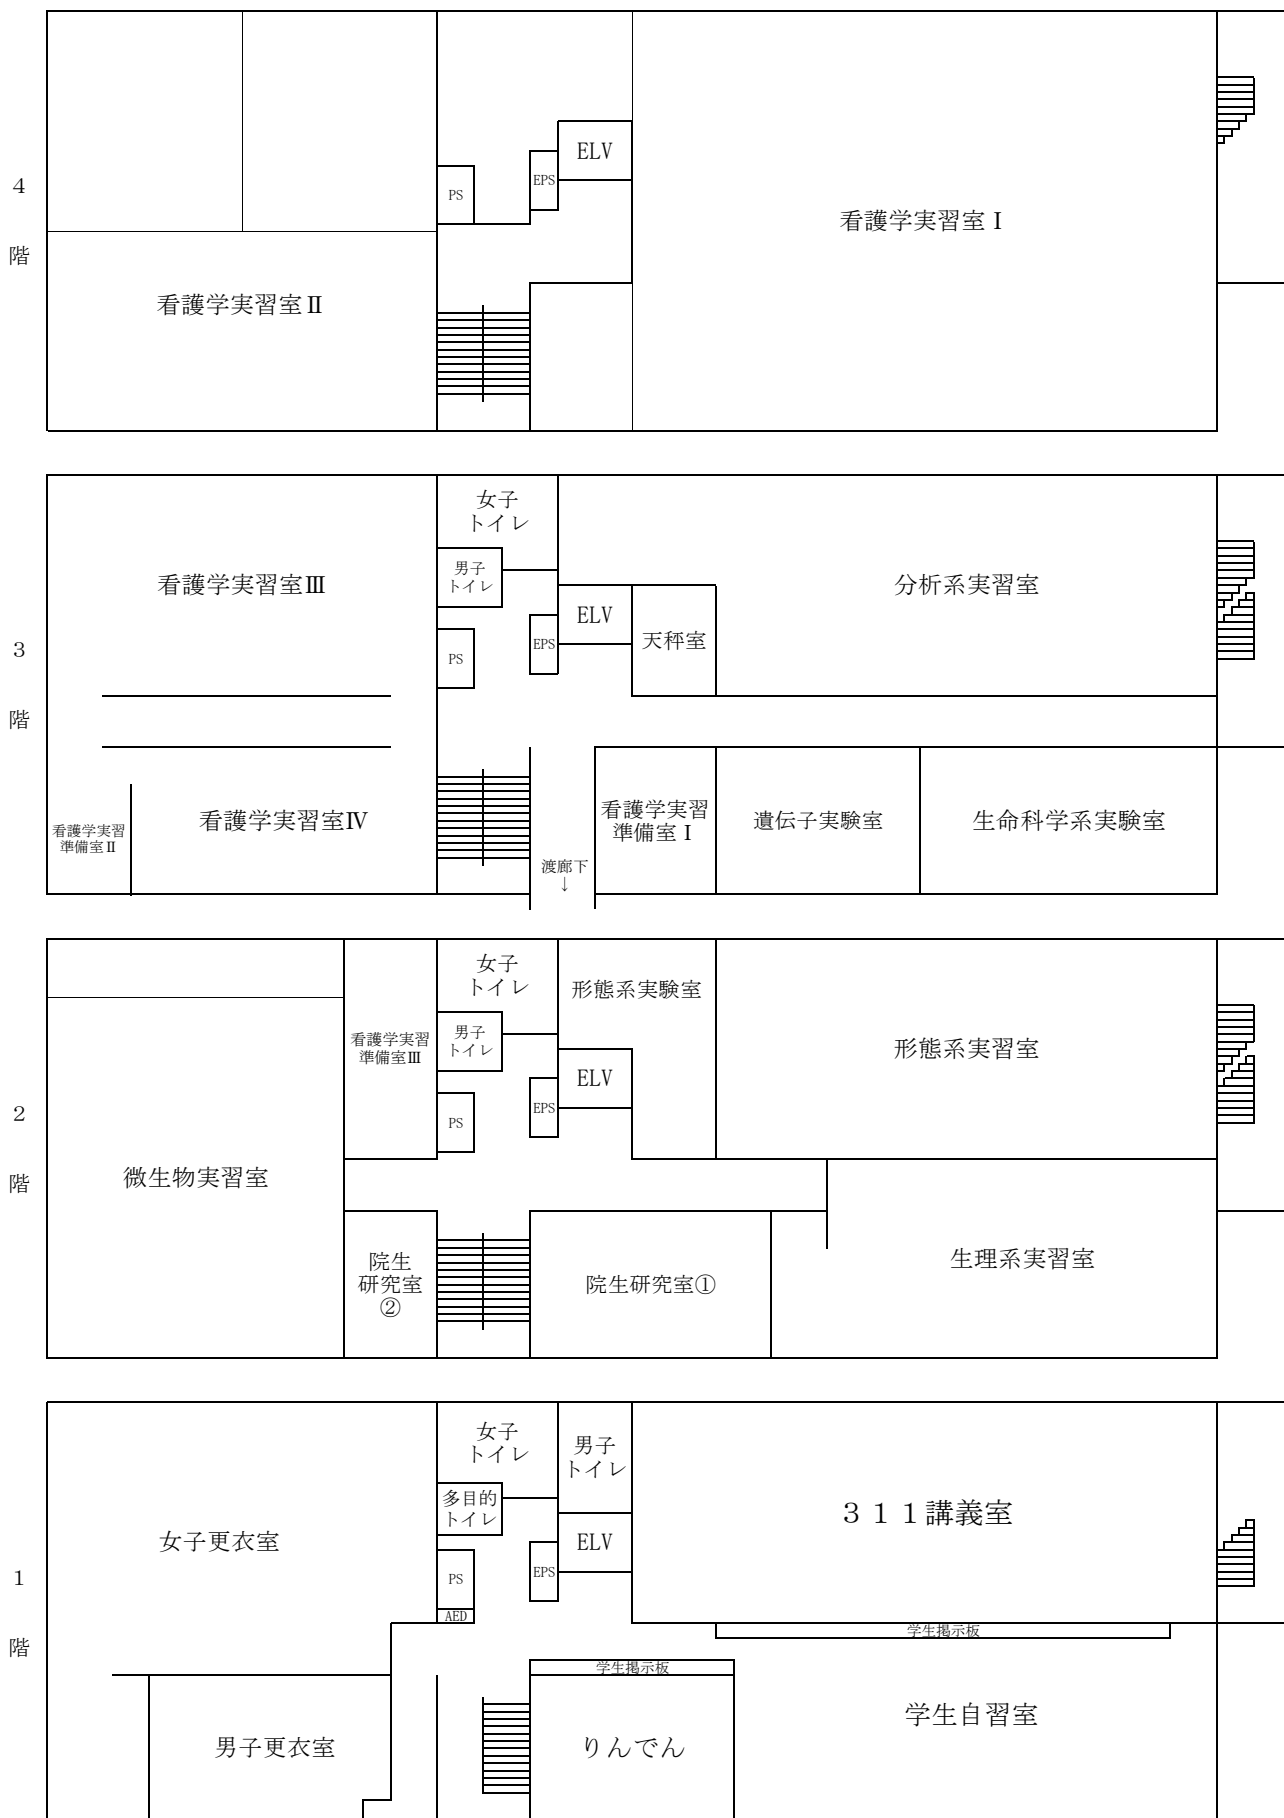 4
階
ELV
EPS
PS
看護学実習室Ⅰ
看護学実習室Ⅱ
3
階
女子
トイレ
男子
トイレ
看護学実習室Ⅲ
分析系実習室
ELV
EPS
天秤室
PS
看護学実習
準備室Ⅱ
看護学実習室Ⅳ
渡廊下
↓
看護学実習
準備室Ⅰ
遺伝子実験室
生命科学系実験室
2
階
女子
トイレ
形態系実験室
看護学実習
準備室Ⅲ
男子
トイレ
形態系実習室
ELV
EPS
PS
微生物実習室
院生
研究室
②
院生研究室①
生理系実習室
1
階
女子
トイレ
男子
トイレ
多目的
トイレ
311講義室
女子更衣室
ELV
EPS
PS
AED
学生掲示板
学生掲示板
学生自習室
男子更衣室
りんでん